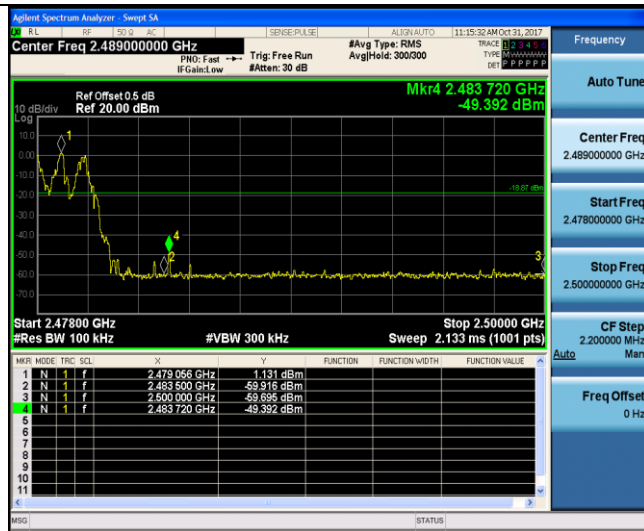 Agilent Spectrum Analyzer - Swept SA
RL RF 50 Ω AC SENSE:PULSE ALIGN AUTO 11:15:32 AM Oct 31, 2017
Center Freq 2.489000000 GHz #Avg Type: RMS TRACE 1 2 3 4 5 6
PNO: Fast Trig: Free Run Avg|Hold: 300/300 TYPE
IFGain:Low #Atten: 30 dB DET P P P P P P
Ref Offset 0.5 dB Mkr4 2.483 720 GHz
10 dB/div Ref 20.00 dBm -49.392 dBm
Log
10.0
0.00
-10.0
-20.0
-30.0
-40.0
-50.0
-60.0
-70.0
1
-18.87 dBm
4
2
3
Start 2.47800 GHz Stop 2.50000 GHz
#Res BW 100 kHz #VBW 300 kHz Sweep 2.133 ms (1001 pts)
MKR MODE TRC SCL X Y FUNCTION FUNCTION WIDTH FUNCTION VALUE
1 N 1 f 2.479 056 GHz 1.131 dBm
2 N 1 f 2.483 500 GHz -59.916 dBm
3 N 1 f 2.500 000 GHz -59.695 dBm
4 N 1 f 2.483 720 GHz -49.392 dBm
5
6
7
8
9
10
11
MSG STATUS
Frequency
Auto Tune
Center Freq
2.489000000 GHz
Start Freq
2.478000000 GHz
Stop Freq
2.500000000 GHz
CF Step
2.200000 MHz
Auto Man
Freq Offset
0 Hz